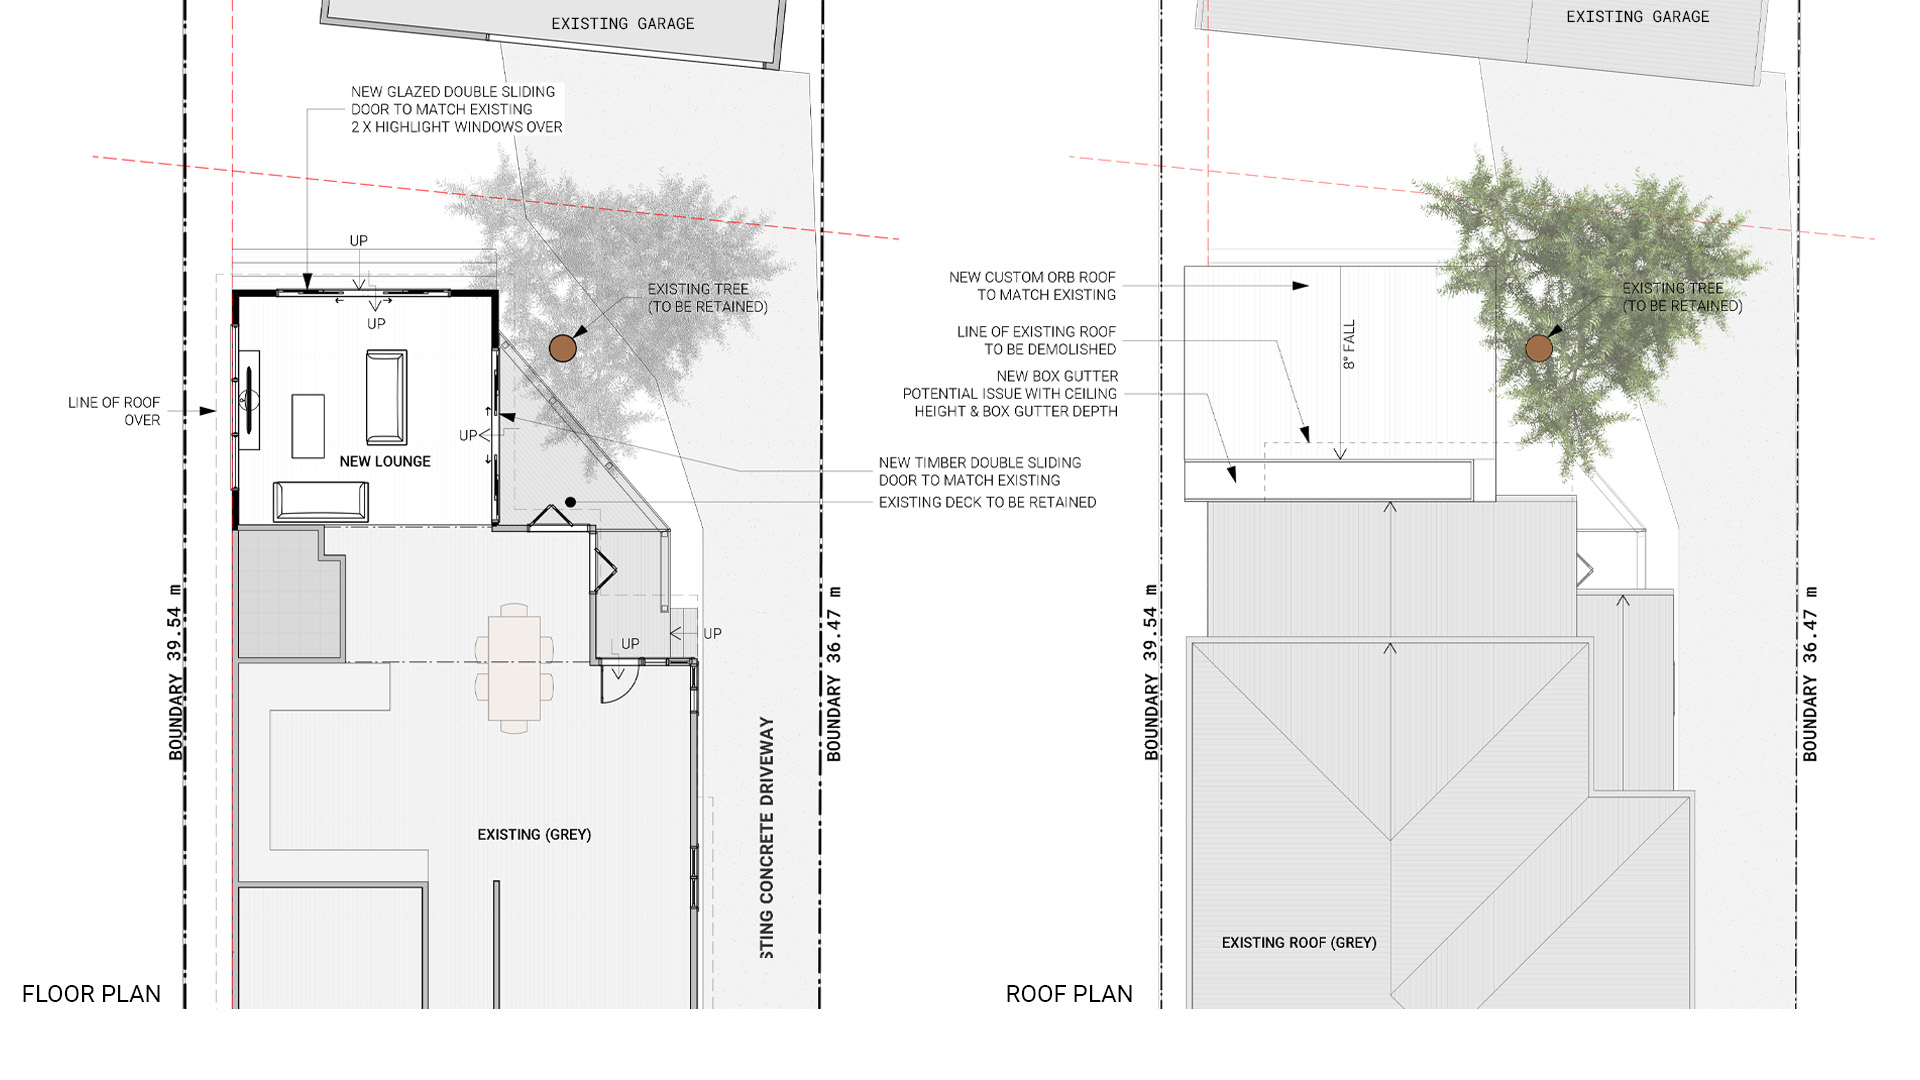 EXISTING GARAGE
NEW GLAZED DOUBLE SLIDING
DOOR TO MATCH EXISTING
2 X HIGHLIGHT WINDOWS OVER
UP
UP
EXISTING TREE
(TO BE RETAINED)
LINE OF ROOF
OVER
UP
NEW LOUNGE
NEW TIMBER DOUBLE SLIDING
DOOR TO MATCH EXISTING
EXISTING DECK TO BE RETAINED
UP
UP
BOUNDARY 39.54 m
BOUNDARY 36.47 m
STING CONCRETE DRIVEWAY
EXISTING (GREY)
FLOOR PLAN
EXISTING GARAGE
NEW CUSTOM ORB ROOF
TO MATCH EXISTING
LINE OF EXISTING ROOF
TO BE DEMOLISHED
NEW BOX GUTTER
POTENTIAL ISSUE WITH CEILING
HEIGHT & BOX GUTTER DEPTH
8° FALL
EXISTING TREE
(TO BE RETAINED)
BOUNDARY 39.54 m
BOUNDARY 36.47 m
EXISTING ROOF (GREY)
ROOF PLAN